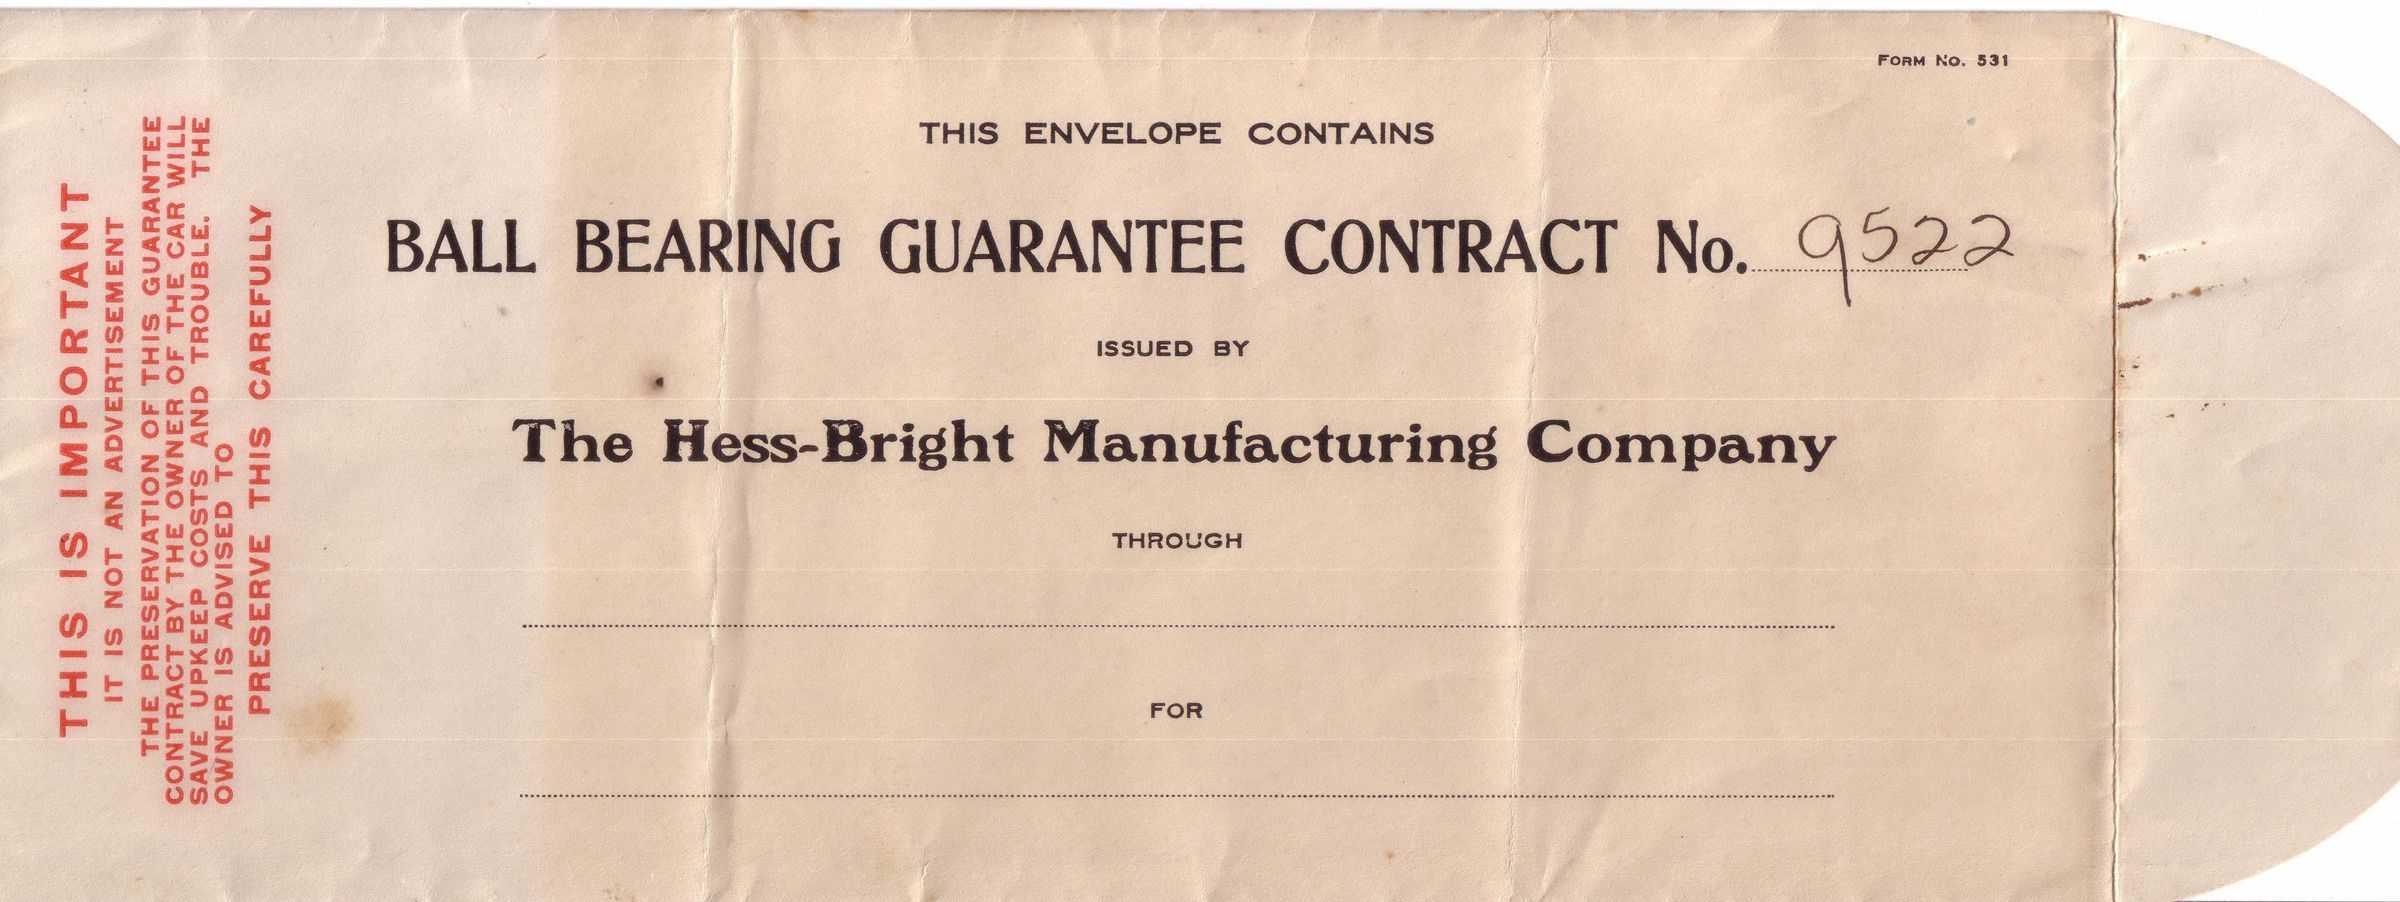 FORM NO. 531
THIS ENVELOPE CONTAINS
BALL BEARING GUARANTEE CONTRACT No. 9522
ISSUED BY
The Hess-Bright Manufacturing Company
THROUGH
FOR
THIS IS IMPORTANT
IT IS NOT AN ADVERTISEMENT
THE PRESERVATION OF THIS GUARANTEE
CONTRACT BY THE OWNER OF THE CAR WILL
SAVE UPKEEP COSTS AND TROUBLE. THE
OWNER IS ADVISED TO
PRESERVE THIS CAREFULLY